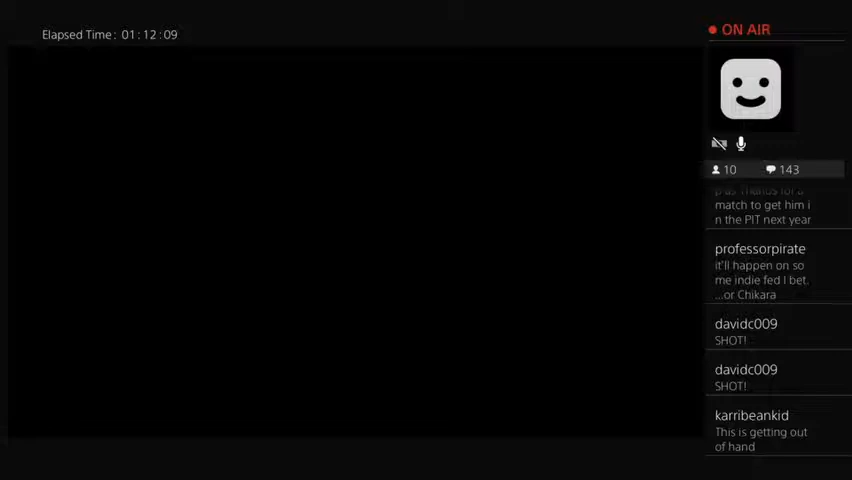 Elapsed Time: 01:12:09
ON AIR
10 143
match to get him i
n the PIT next year
professorpirate
it'll happen on so
me indie fed I bet.
...or Chikara
davidc009
SHOT!
davidc009
SHOT!
karribeankid
This is getting out
of hand